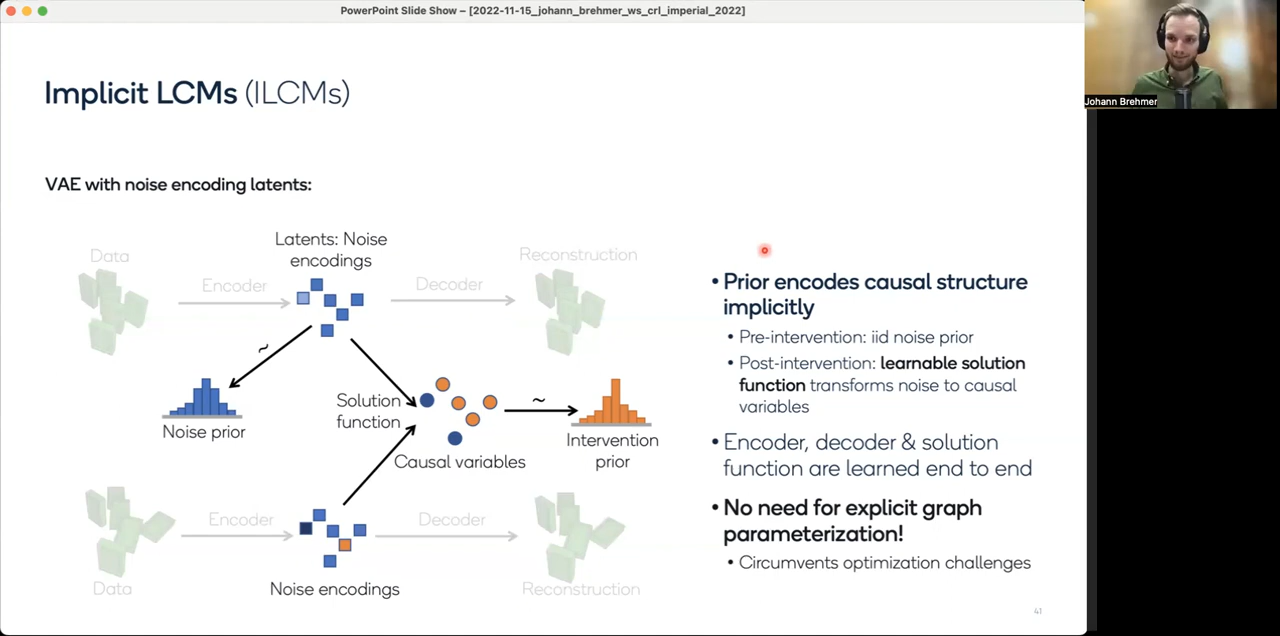 PowerPoint Slide Show – [2022-11-15_johann_brehmer_ws_crl_imperial_2022]
Johann Brehmer
Implicit LCMs (ILCMs)
VAE with noise encoding latents:
Data
Encoder
Latents: Noise
encodings
Decoder
Reconstruction
~
Noise prior
Solution
function
Causal variables
~
Intervention
prior
Data
Encoder
Noise encodings
Decoder
Reconstruction
• Prior encodes causal structure
implicitly
• Pre-intervention: iid noise prior
• Post-intervention: learnable solution
function transforms noise to causal
variables
• Encoder, decoder & solution
function are learned end to end
• No need for explicit graph
parameterization!
• Circumvents optimization challenges
41